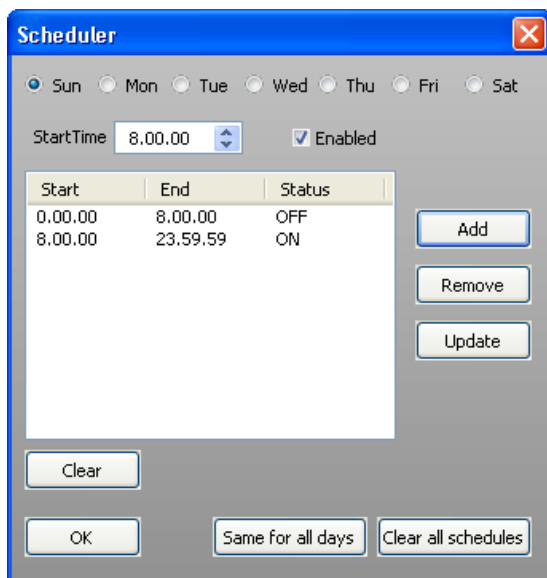 Scheduler
Sun Mon Tue Wed Thu Fri Sat
StartTime 8.00.00 Enabled
Start End Status
0.00.00 8.00.00 OFF
8.00.00 23.59.59 ON
Add
Remove
Update
Clear
OK Same for all days Clear all schedules